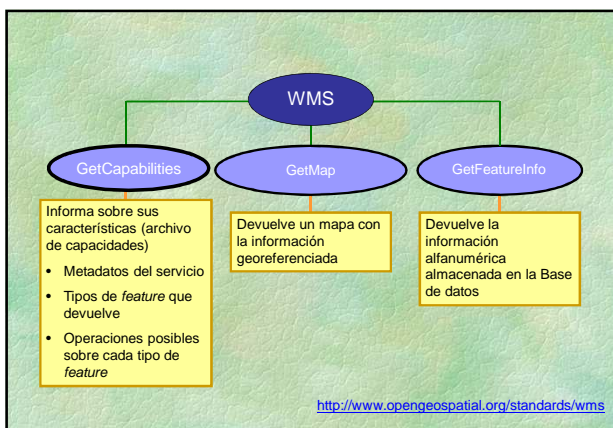 WMS
GetCapabilities
GetMap
GetFeatureInfo
Informa sobre sus
características (archivo
de capacidades)
• Metadatos del servicio
• Tipos de feature que
devuelve
• Operaciones posibles
sobre cada tipo de
feature
Devuelve un mapa con
la información
georeferenciada
Devuelve la
información
alfanumérica
almacenada en la Base
de datos
http://www.opengeospatial.org/standards/wms